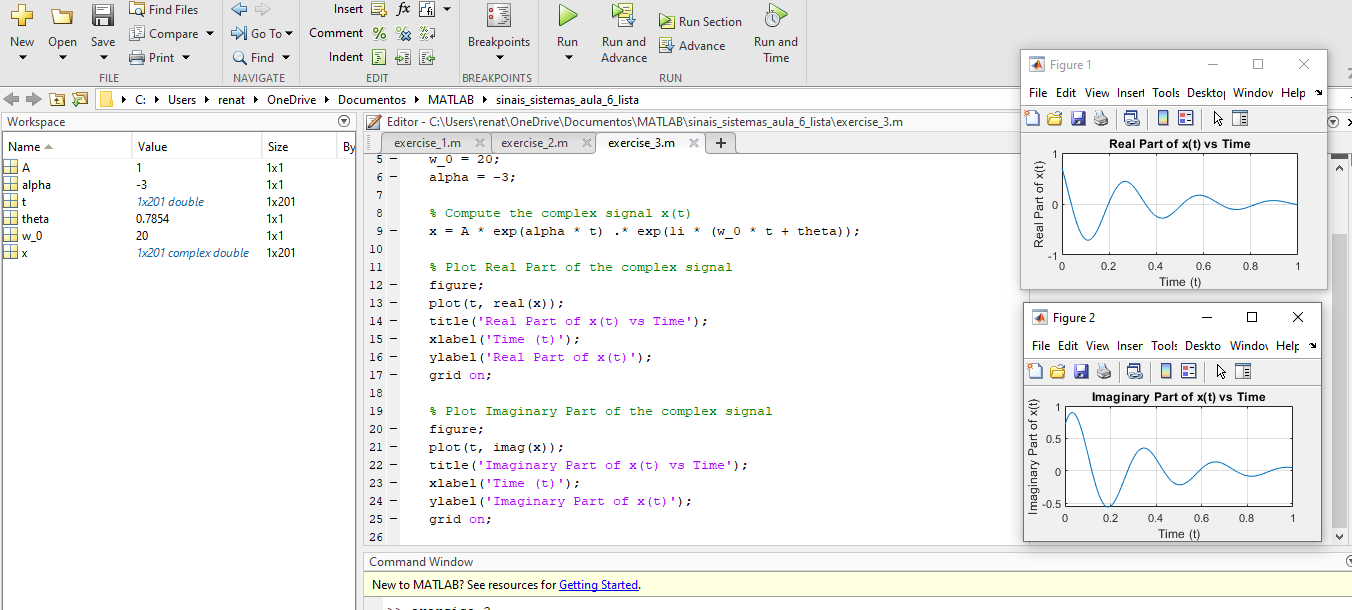 New
Open
Save
Find Files
Compare
Print
FILE
Go To
Find
NAVIGATE
Insert fx
Comment
Indent
EDIT
Breakpoints
BREAKPOINTS
Run
Run and
Advance
Run Section
Advance
Run and
Time
RUN
C: Users renat OneDrive Documentos MATLAB sinais_sistemas_aula_6_lista
Workspace
Name Value Size By
A 1 1x1
alpha -3 1x1
t 1x201 double 1x201
theta 0.7854 1x1
w_0 20 1x1
x 1x201 complex double 1x201
Editor - C:\Users\renat\OneDrive\Documentos\MATLAB\sinais_sistemas_aula_6_lista\exercise_3.m
exercise_1.m exercise_2.m exercise_3.m +
5 – w_0 = 20;
6 – alpha = -3;
7
8 % Compute the complex signal x(t)
9 – x = A * exp(alpha * t) .* exp(1i * (w_0 * t + theta));
10
11 % Plot Real Part of the complex signal
12 – figure;
13 – plot(t, real(x));
14 – title('Real Part of x(t) vs Time');
15 – xlabel('Time (t)');
16 – ylabel('Real Part of x(t)');
17 – grid on;
18
19 % Plot Imaginary Part of the complex signal
20 – figure;
21 – plot(t, imag(x));
22 – title('Imaginary Part of x(t) vs Time');
23 – xlabel('Time (t)');
24 – ylabel('Imaginary Part of x(t)');
25 – grid on;
26
Command Window
New to MATLAB? See resources for Getting Started.
Figure 1
File Edit View Insert Tools Desktop Window Help
Real Part of x(t) vs Time
Real Part of x(t)
1
0
-1
0 0.2 0.4 0.6 0.8 1
Time (t)
Figure 2
File Edit View Inser Tools Deskto Window Help
Imaginary Part of x(t) vs Time
Imaginary Part of x(t)
1
0.5
0
-0.5
0 0.2 0.4 0.6 0.8 1
Time (t)